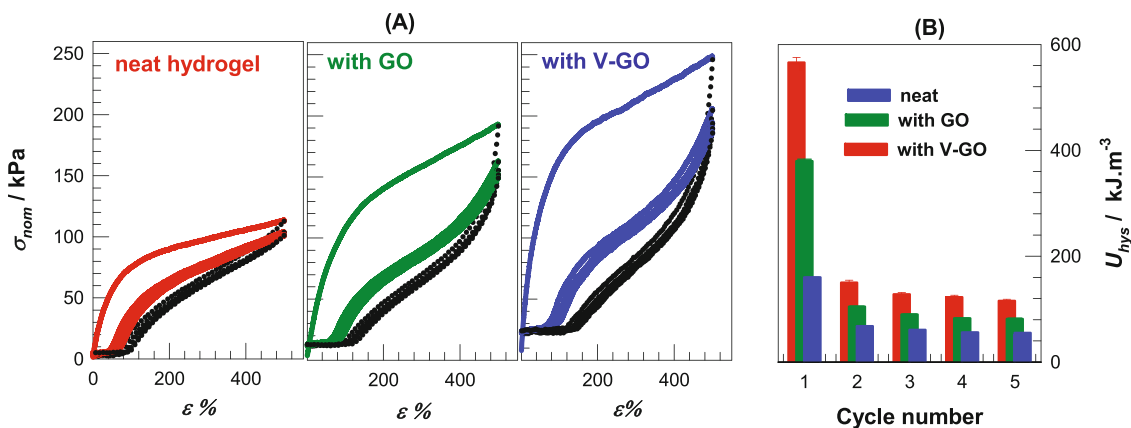 (A)
(B)
neat hydrogel
with GO
with V-GO
250
200
150
100
50
0
σnom / kPa
0 400
200 400
200 400
ε %
ε %
ε%
neat
with GO
with V-GO
600
400
200
0
Uhys / kJ.m-3
1 2 3 4 5
Cycle number